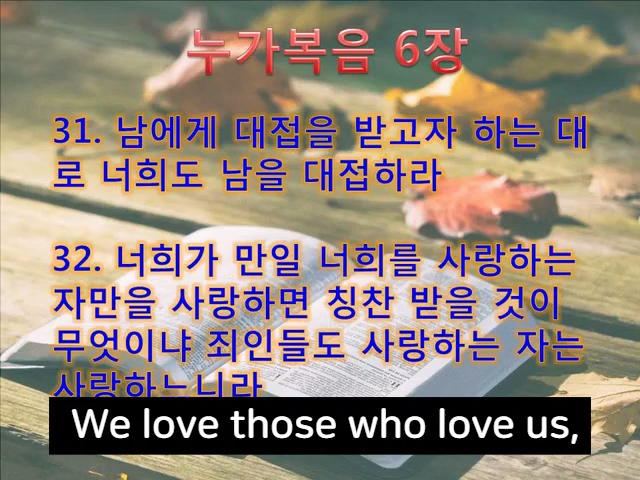 누가복음 6장
31. 남에게 대접을 받고자 하는 대
로 너희도 남을 대접하라
32. 너희가 만일 너희를 사랑하는
자만을 사랑하면 칭찬 받을 것이
무엇이냐 죄인들도 사랑하는 자는
사랑하느니라
We love those who love us,